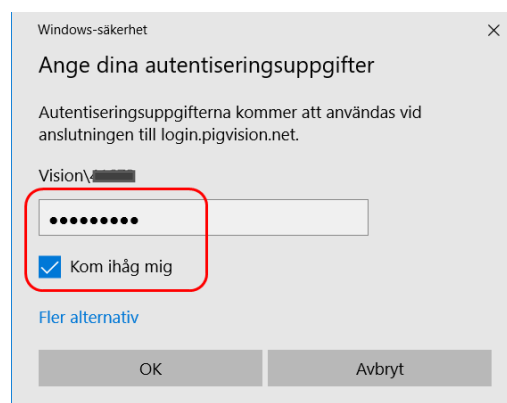 Windows-säkerhet
Ange dina autentiseringsuppgifter
Autentiseringsuppgifterna kommer att användas vid
anslutningen till login.pigvision.net.
Vision\
Kom ihåg mig
Fler alternativ
OK
Avbryt